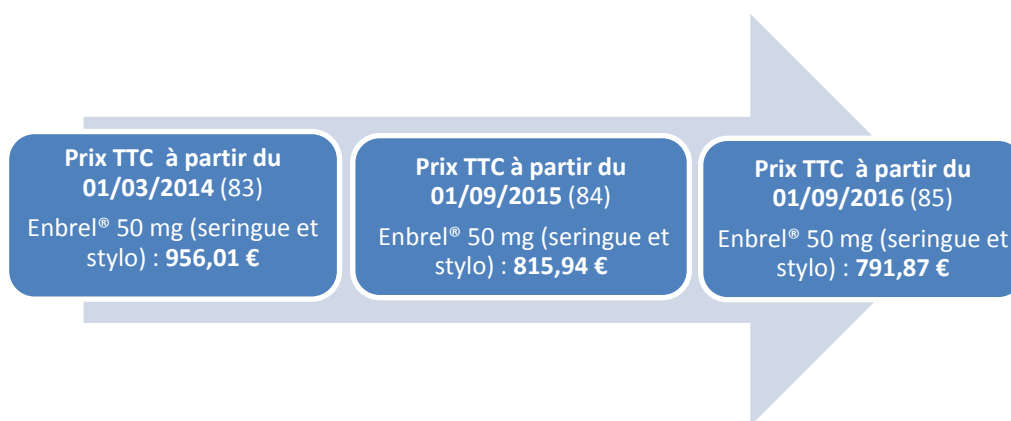 Prix TTC à partir du
01/03/2014 (83)
Enbrel® 50 mg (seringue et
stylo) : 956,01 €
Prix TTC à partir du
01/09/2015 (84)
Enbrel® 50 mg (seringue et
stylo) : 815,94 €
Prix TTC à partir du
01/09/2016 (85)
Enbrel® 50 mg (seringue et
stylo) : 791,87 €